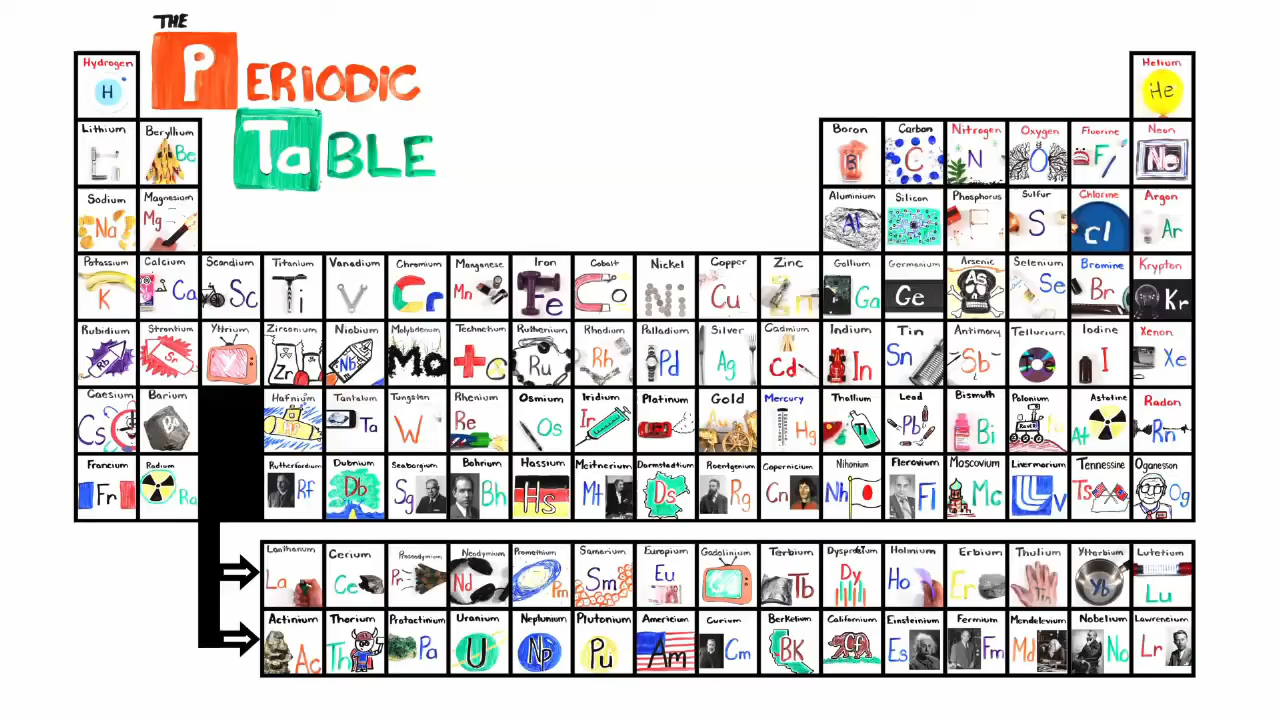 THE
PERIODIC
TaBLE
Hydrogen Helium
H He
Lithium Beryllium Boron Carbon Nitrogen Oxygen Fluorine Neon
Li Be B C N O F Ne
Sodium Magnesium Aluminium Silicon Phosphorus Sulfur Chlorine Argon
Na Mg Al S Cl Ar
Potassium Calcium Scandium Titanium Vanadium Chromium Manganese Iron Cobalt Nickel Copper Zinc Gallium Germanium Arsenic Selenium Bromine Krypton
K Ca Sc Ti V Cr Mn Fe Co Ni Cu Zn Ga Ge As Se Br Kr
Rubidium Strontium Yttrium Zirconium Niobium Molybdenum Technetium Ruthenium Rhodium Palladium Silver Cadmium Indium Tin Antimony Tellurium Iodine Xenon
Rb Sr Y Zr Nb Mo c Ru Rh Pd Ag Cd In Sn Sb I Xe
Caesium Barium Hafnium Tantalum Tungsten Rhenium Osmium Iridium Platinum Gold Mercury Thallium Lead Bismuth Polonium Astatine Radon
Cs Ba Hf Ta W Re Os Ir Au Hg Tl Pb Bi Po At Rn
Francium Radium Rutherfordium Dubnium Seaborgium Bohrium Hassium Meitnerium Darmstadtium Roentgenium Copernicium Nihonium Flerovium Moscovium Livermorium Tennessine Oganeson
Fr Ra Rf Db Sg Bh Hs Mt Ds Rg Cn Nh Fl Mc Lv Ts Og
Lanthanum Cerium Praseodymium Neodymium Promethium Samarium Europium Gadolinium Terbium Dysprosium Holmium Erbium Thulium Ytterbium Lutetium
La Ce Pr Nd Pm Sm Eu Tb Dy Ho Er Tm Yb Lu
Actinium Thorium Protactinium Uranium Neptunium Plutonium Americium Curium Berkelium Californium Einsteinium Fermium Mendelevium Nobelium Lawrencium
Ac Th Pa U Np Pu Am Cm BK Cf Es Fm Md No Lr